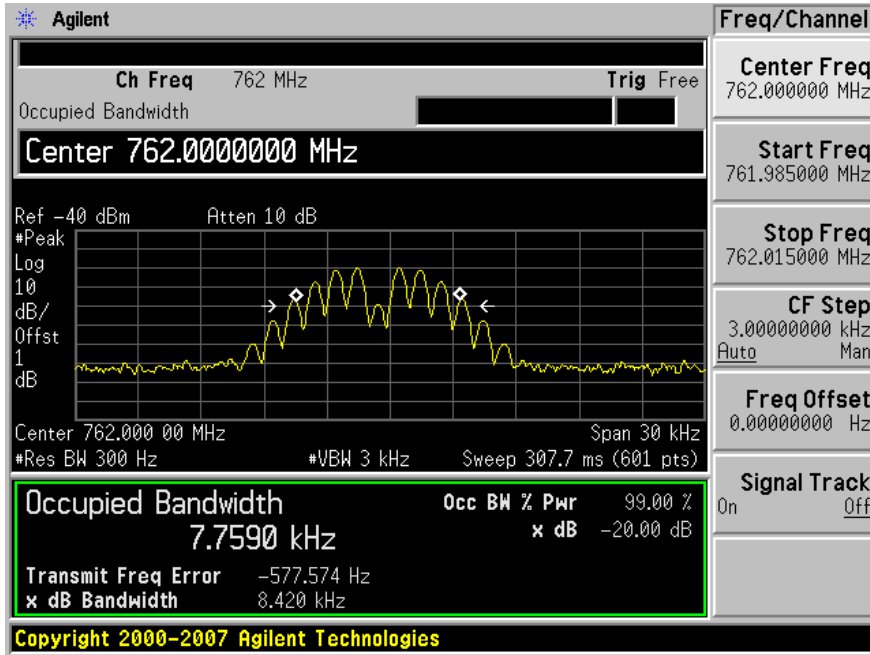 Agilent
Freq/Channel
Ch Freq 762 MHz Trig Free
Occupied Bandwidth
Center 762.0000000 MHz
Ref -40 dBm Atten 10 dB
#Peak
Log
10
dB/
Offst
1
dB
Center 762.000 00 MHz Span 30 kHz
#Res BW 300 Hz #VBW 3 kHz Sweep 307.7 ms (601 pts)
Occupied Bandwidth Occ BW % Pwr 99.00 %
7.7590 kHz x dB -20.00 dB
Transmit Freq Error -577.574 Hz
x dB Bandwidth 8.420 kHz
Copyright 2000-2007 Agilent Technologies
Center Freq
762.000000 MHz
Start Freq
761.985000 MHz
Stop Freq
762.015000 MHz
CF Step
3.00000000 kHz
Auto Man
Freq Offset
0.00000000 Hz
Signal Track
On Off